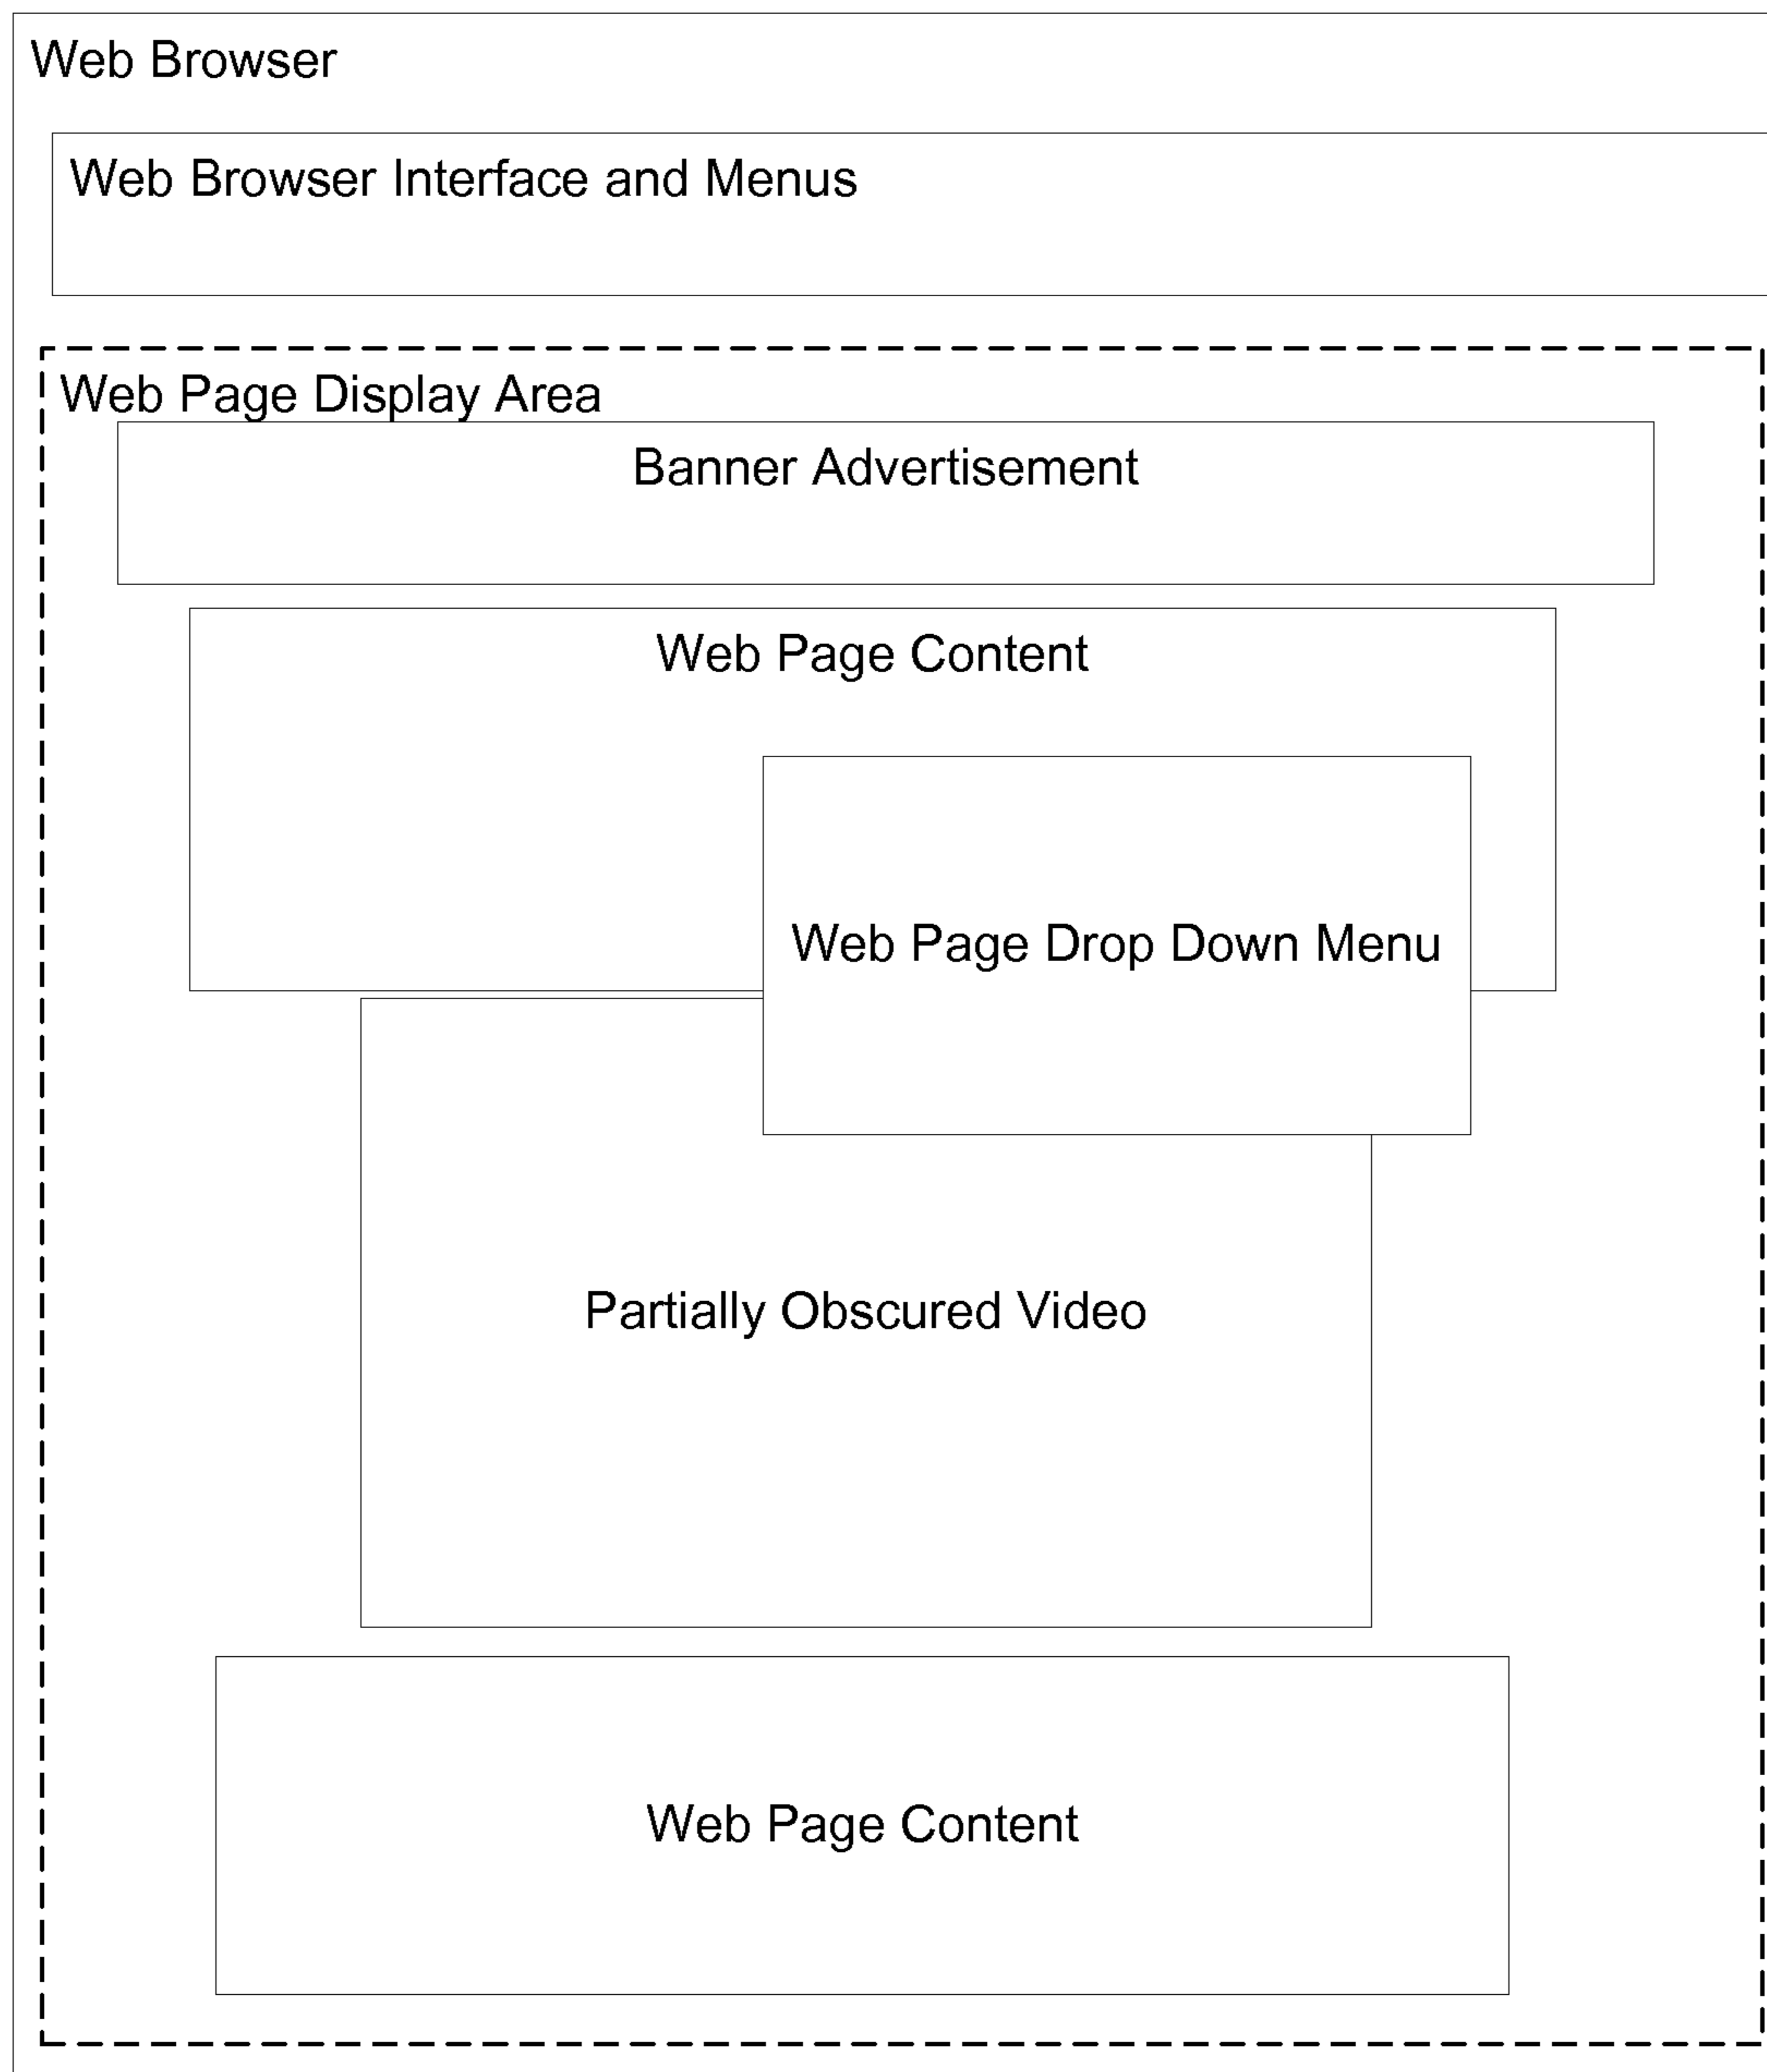 Web Browser
Web Browser Interface and Menus
Web Page Display Area
Banner Advertisement
Web Page Content
Web Page Drop Down Menu
Partially Obscured Video
Web Page Content